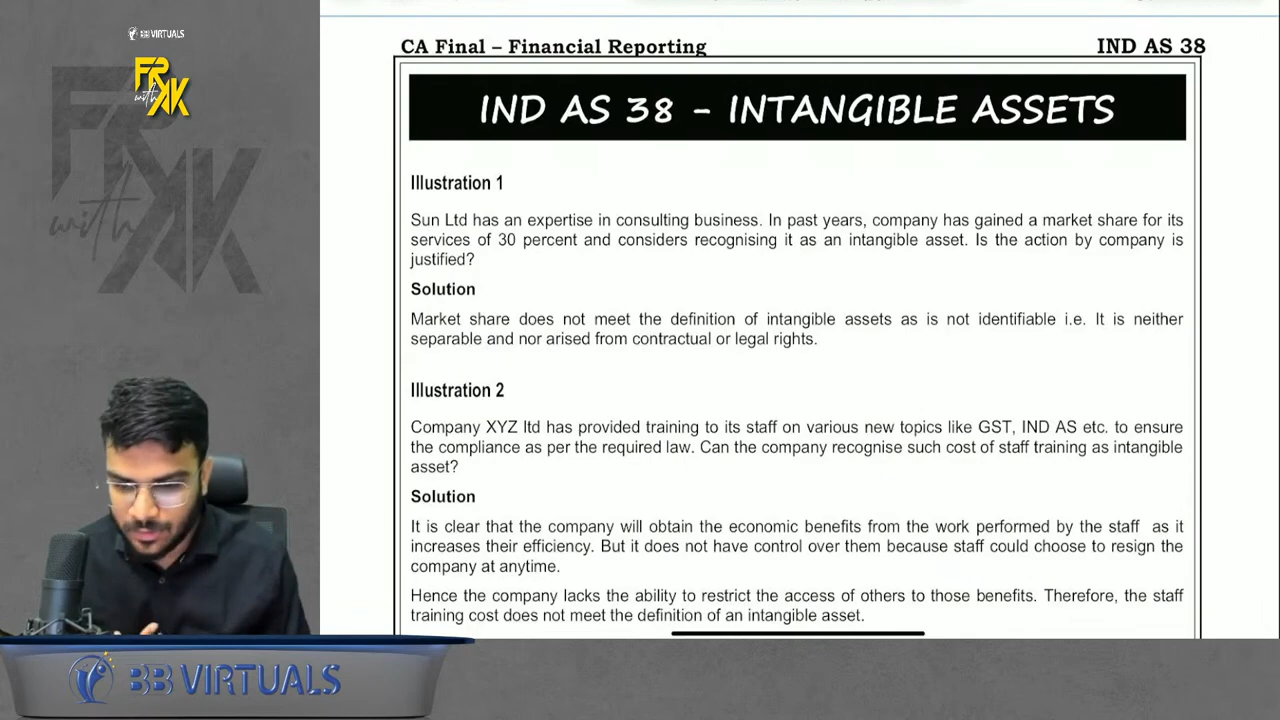 BB VIRTUALS
FR
with
AK
CA Final – Financial Reporting IND AS 38
IND AS 38 - INTANGIBLE ASSETS
Illustration 1
Sun Ltd has an expertise in consulting business. In past years, company has gained a market share for its
services of 30 percent and considers recognising it as an intangible asset. Is the action by company is
justified?
Solution
Market share does not meet the definition of intangible assets as is not identifiable i.e. It is neither
separable and nor arised from contractual or legal rights.
Illustration 2
Company XYZ ltd has provided training to its staff on various new topics like GST, IND AS etc. to ensure
the compliance as per the required law. Can the company recognise such cost of staff training as intangible
asset?
Solution
It is clear that the company will obtain the economic benefits from the work performed by the staff as it
increases their efficiency. But it does not have control over them because staff could choose to resign the
company at anytime.
Hence the company lacks the ability to restrict the access of others to those benefits. Therefore, the staff
training cost does not meet the definition of an intangible asset.
FR
with
AK
BB VIRTUALS